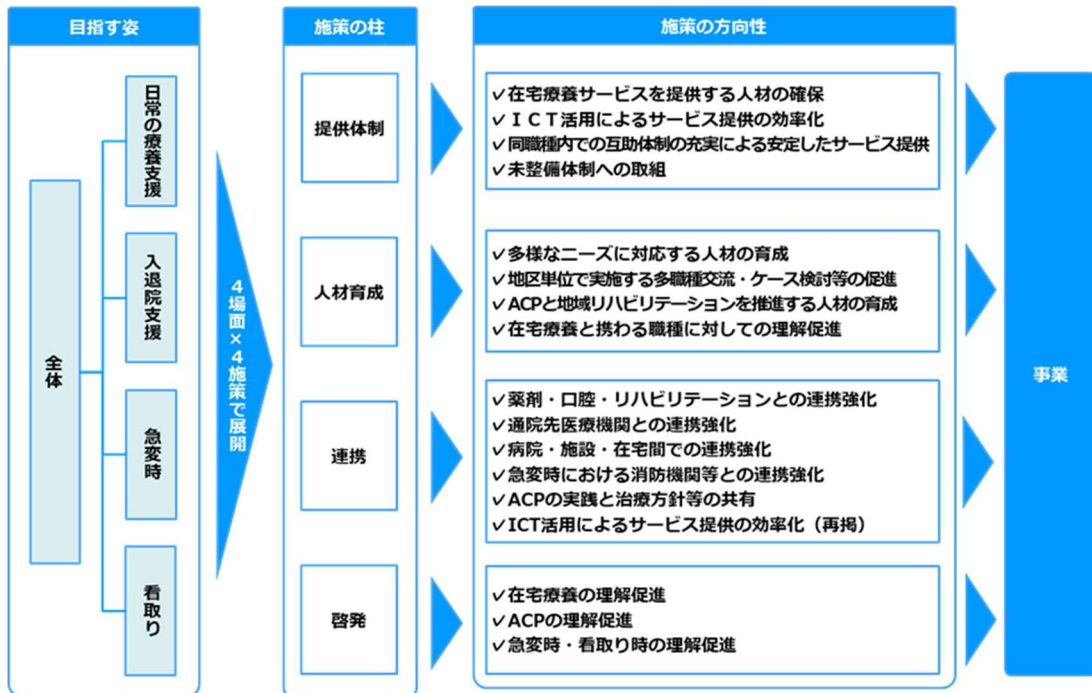 目指す姿
施策の柱
施策の方向性
全体
日常の療養支援
入退院支援
急変時
看取り
4場面×4施策で展開
提供体制
✓在宅療養サービスを提供する人材の確保
✓ＩＣＴ活用によるサービス提供の効率化
✓同職種内での互助体制の充実による安定したサービス提供
✓未整備体制への取組
人材育成
✓多様なニーズに対応する人材の育成
✓地区単位で実施する多職種交流・ケース検討等の促進
✓ACPと地域リハビリテーションを推進する人材の育成
✓在宅療養と携わる職種に対しての理解促進
連携
✓薬剤・口腔・リハビリテーションとの連携強化
✓通院先医療機関との連携強化
✓病院・施設・在宅間での連携強化
✓急変時における消防機関等との連携強化
✓ACPの実践と治療方針等の共有
✓ICT活用によるサービス提供の効率化（再掲）
啓発
✓在宅療養の理解促進
✓ACPの理解促進
✓急変時・看取り時の理解促進
事業